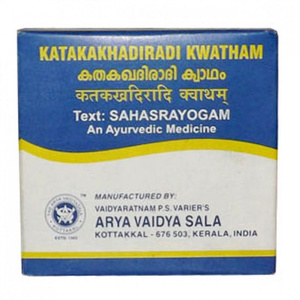 KATAKAKHADIRADI KWATHAM
കതകഖദിരാദി ക്വാഥം
कतकखदिरादि क्वाथम्
Text: SAHASRAYOGAM
An Ayurvedic Medicine
MANUFACTURED BY:
VAIDYARATNAM P.S. VARIER'S
ARYA VAIDYA SALA
KOTTAKKAL - 676 503, KERALA, INDIA